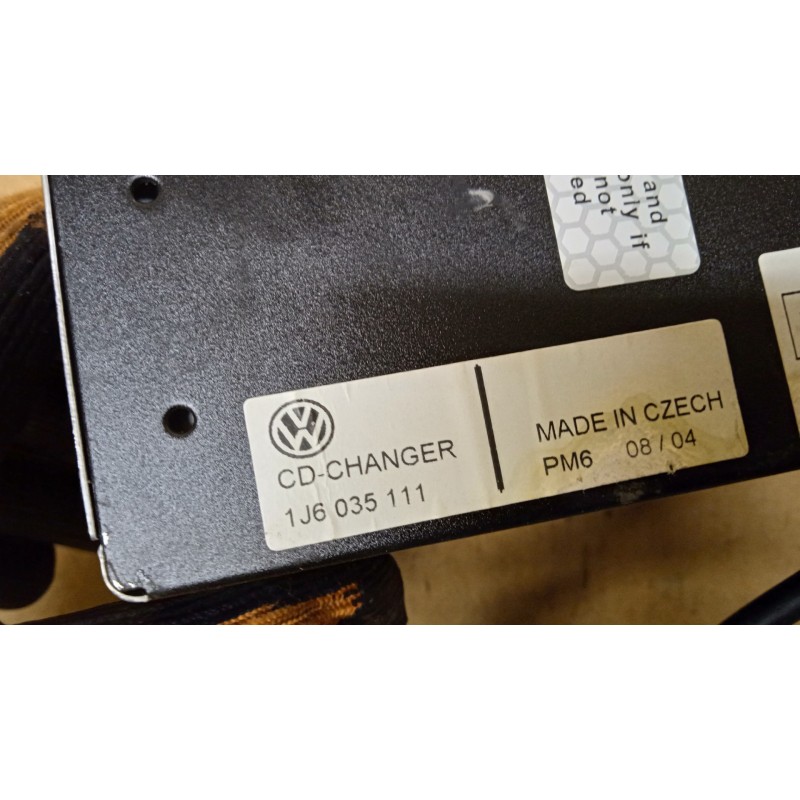 and
only if
not
ed
CD-CHANGER
1J6 035 111
MADE IN CZECH
PM6 08 / 04